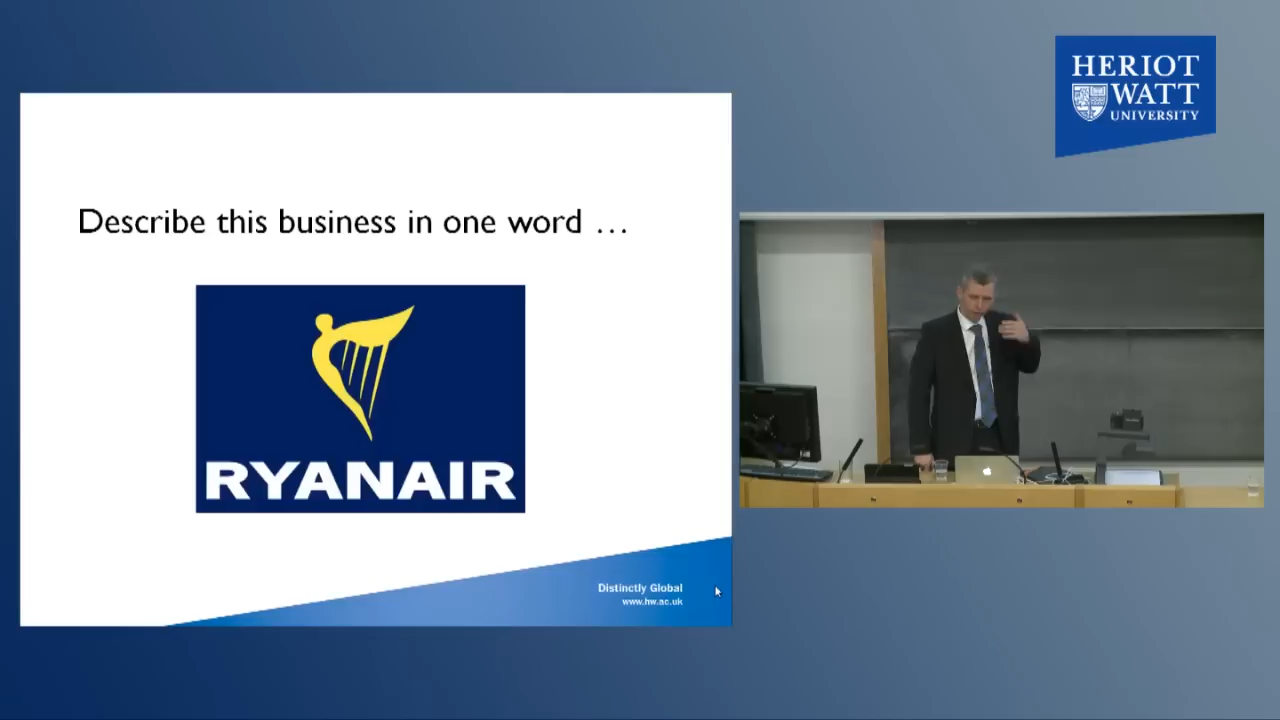 HERIOT
WATT
UNIVERSITY
Describe this business in one word …
RYANAIR
Distinctly Global
www.hw.ac.uk